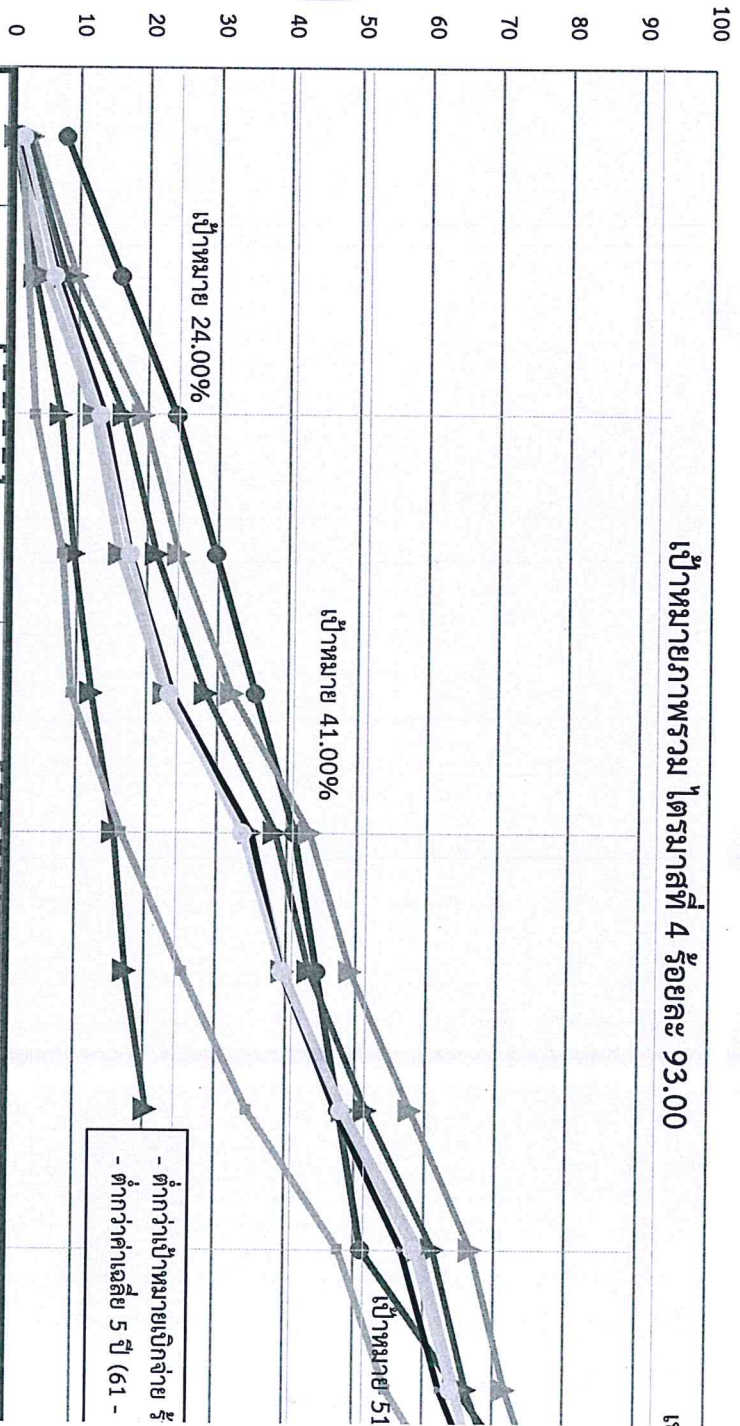 เป้าหมายภาพรวม ไตรมาสที่ 4 ร้อยละ 93.00
100
90
80
70
60
50
40
30
20
10
0
เป้าหมาย 24.00%
เป้าหมาย 41.00%
เป้าหมาย 51
- ต่ำกว่าเป้าหมายเบิกจ่าย
- ต่ำกว่าค่าเฉลี่ย 5 ปี (61 -